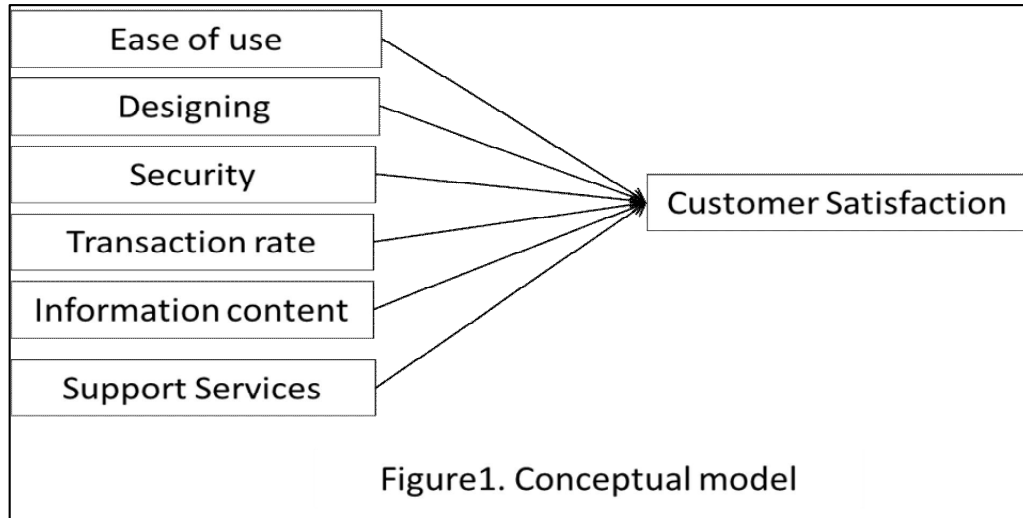 Ease of use
Designing
Security
Transaction rate
Information content
Support Services
Customer Satisfaction
Figure1. Conceptual model